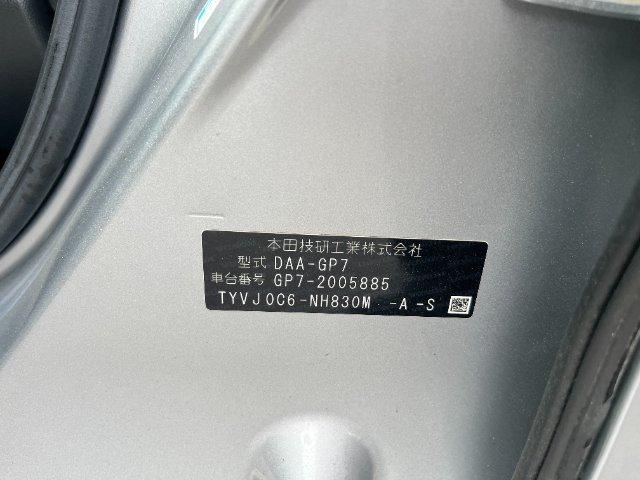 本田技研工業株式会社
型式 DAA-GP7
車台番号 GP7-2005885
TYVJ0C6-NH830M -A -S